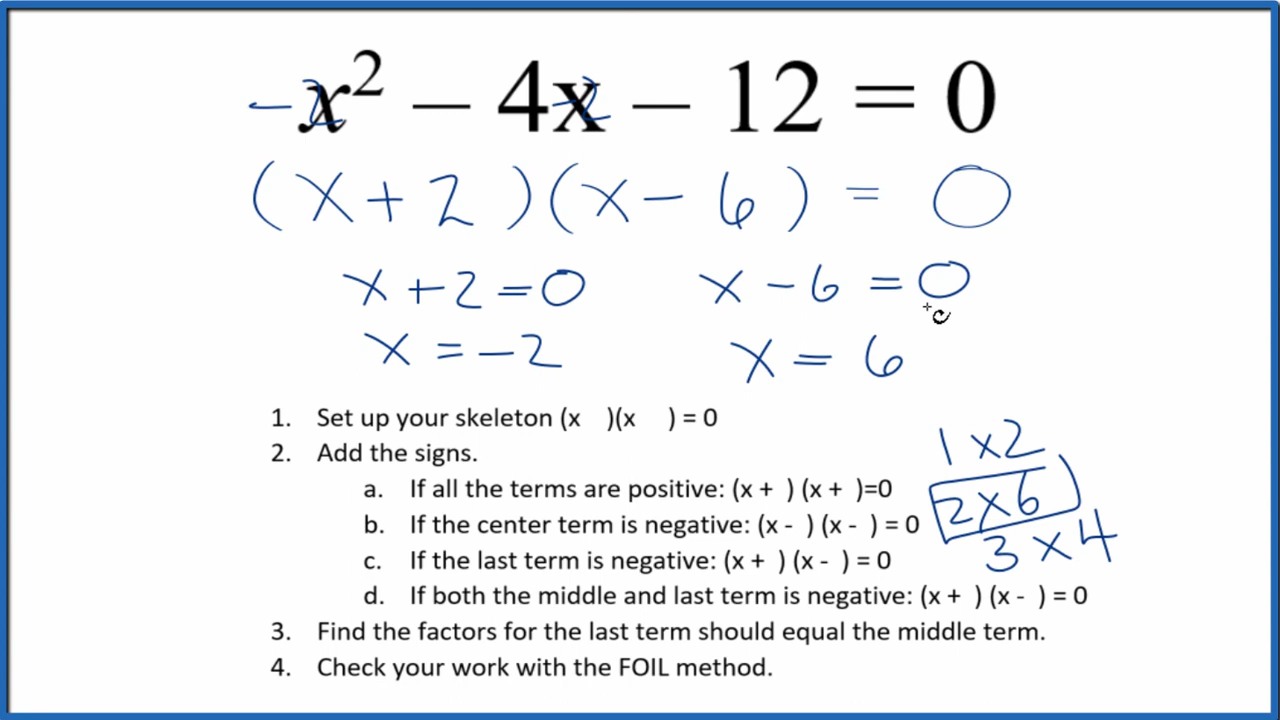 x² − 4x − 12 = 0
−2 −2
(x + 2)(x − 6) = 0
x + 2 = 0 x − 6 = 0
x = −2 x = 6
1. Set up your skeleton (x )(x ) = 0
2. Add the signs.
a. If all the terms are positive: (x + ) (x + )=0
b. If the center term is negative: (x - ) (x - ) = 0
c. If the last term is negative: (x + ) (x - ) = 0
d. If both the middle and last term is negative: (x + ) (x - ) = 0
3. Find the factors for the last term should equal the middle term.
4. Check your work with the FOIL method.
1 x 2
2 x 6
3 x 4